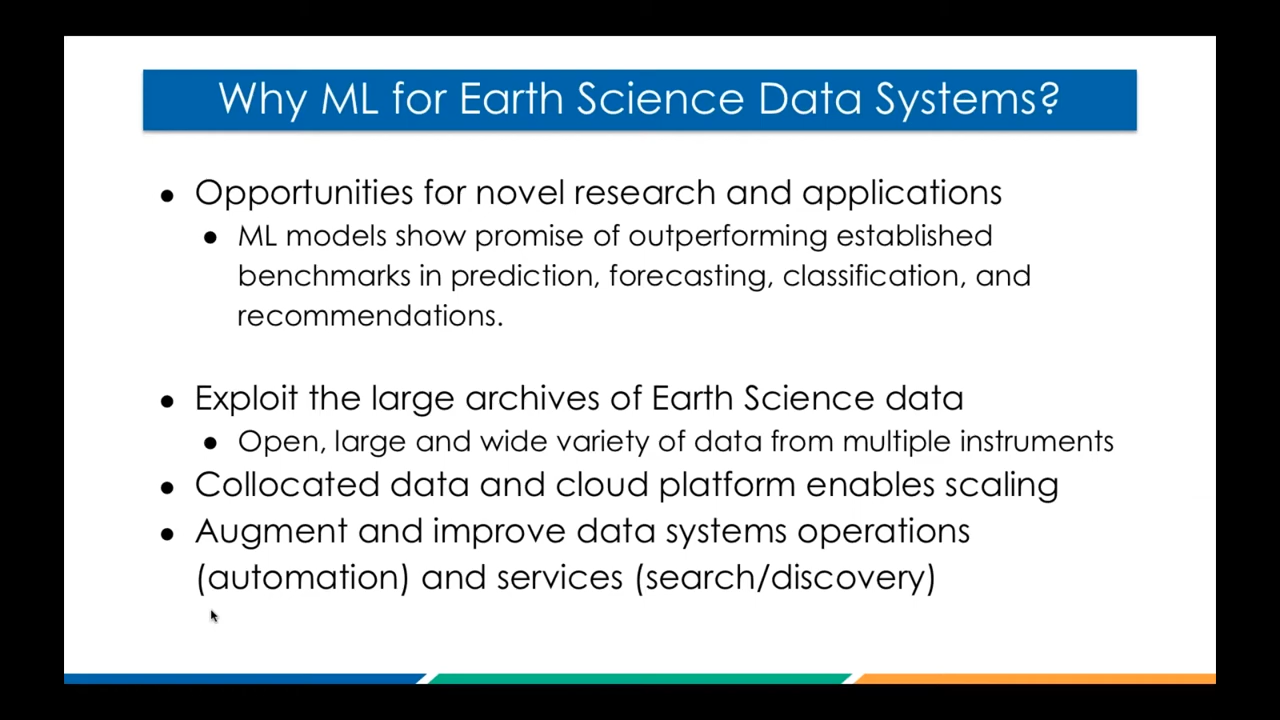 Why ML for Earth Science Data Systems?
● Opportunities for novel research and applications
● ML models show promise of outperforming established
benchmarks in prediction, forecasting, classification, and
recommendations.
● Exploit the large archives of Earth Science data
● Open, large and wide variety of data from multiple instruments
● Collocated data and cloud platform enables scaling
● Augment and improve data systems operations
(automation) and services (search/discovery)